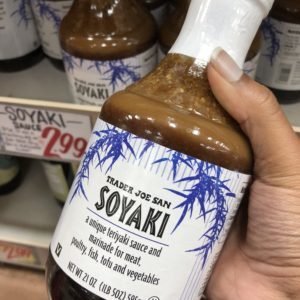 SOYAKI
SOYAKI
SAUCE
2.99
TRADER JOE SAN
SOYAKI
a unique teriyaki sauce and
marinade for meat,
poultry, fish, tofu and vegetables
NET WT 21 OZ (1LB 5OZ)